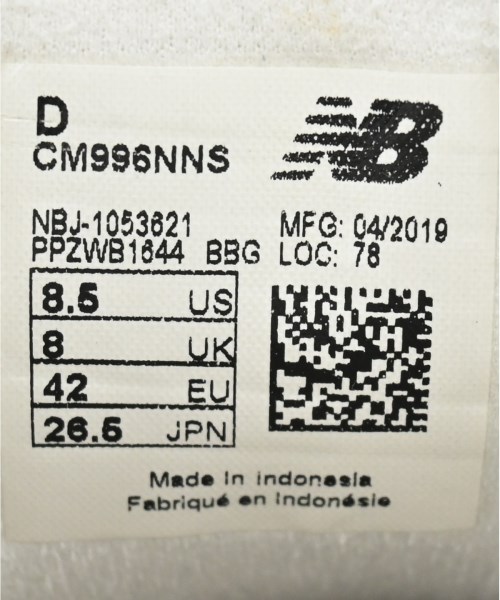 D
CM996NNS
NB
NBJ-1053621
PPZWB1644 BBG
MFG: 04/2019
LOC: 78
8.5 US
8 UK
42 EU
26.5 JPN
Made in Indonesia
Fabriqué en Indonésie